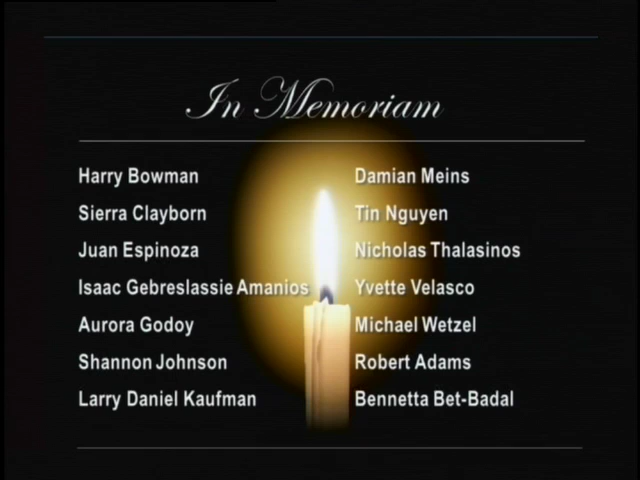 In Memoriam
Harry Bowman
Sierra Clayborn
Juan Espinoza
Isaac Gebreslassie Amanios
Aurora Godoy
Shannon Johnson
Larry Daniel Kaufman
Damian Meins
Tin Nguyen
Nicholas Thalasinos
Yvette Velasco
Michael Wetzel
Robert Adams
Bennetta Bet-Badal